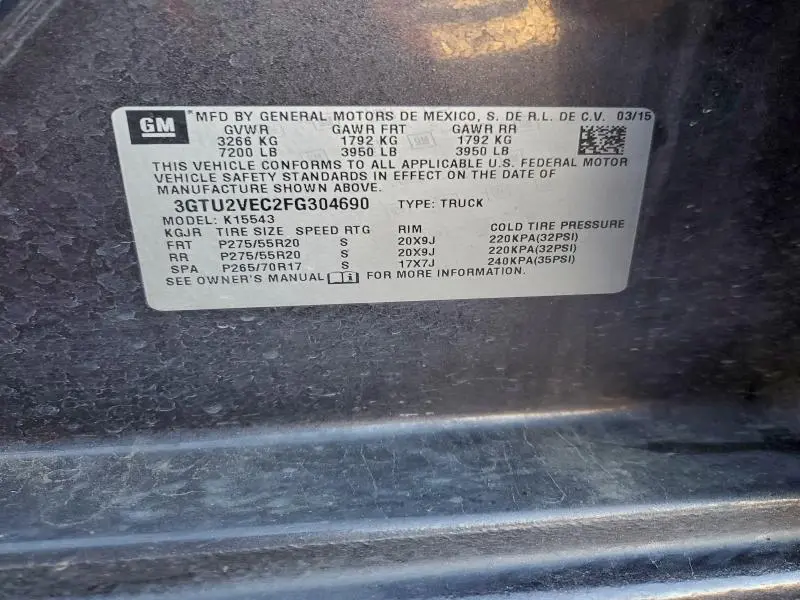 GM MFD BY GENERAL MOTORS DE MEXICO, S. DE R.L. DE C.V. 03/15
GVWR GAWR FRT GAWR RR
3266 KG 1792 KG GM 1792 KG
7200 LB 3950 LB 3950 LB
THIS VEHICLE CONFORMS TO ALL APPLICABLE U.S. FEDERAL MOTOR
VEHICLE SAFETY STANDARDS IN EFFECT ON THE DATE OF
MANUFACTURE SHOWN ABOVE.
3GTU2VEC2FG304690 TYPE: TRUCK
MODEL: K15543
KGJR TIRE SIZE SPEED RTG RIM COLD TIRE PRESSURE
FRT P275/55R20 S 20X9J 220KPA(32PSI)
RR P275/55R20 S 20X9J 220KPA(32PSI)
SPA P265/70R17 S 17X7J 240KPA(35PSI)
SEE OWNER'S MANUAL FOR MORE INFORMATION.